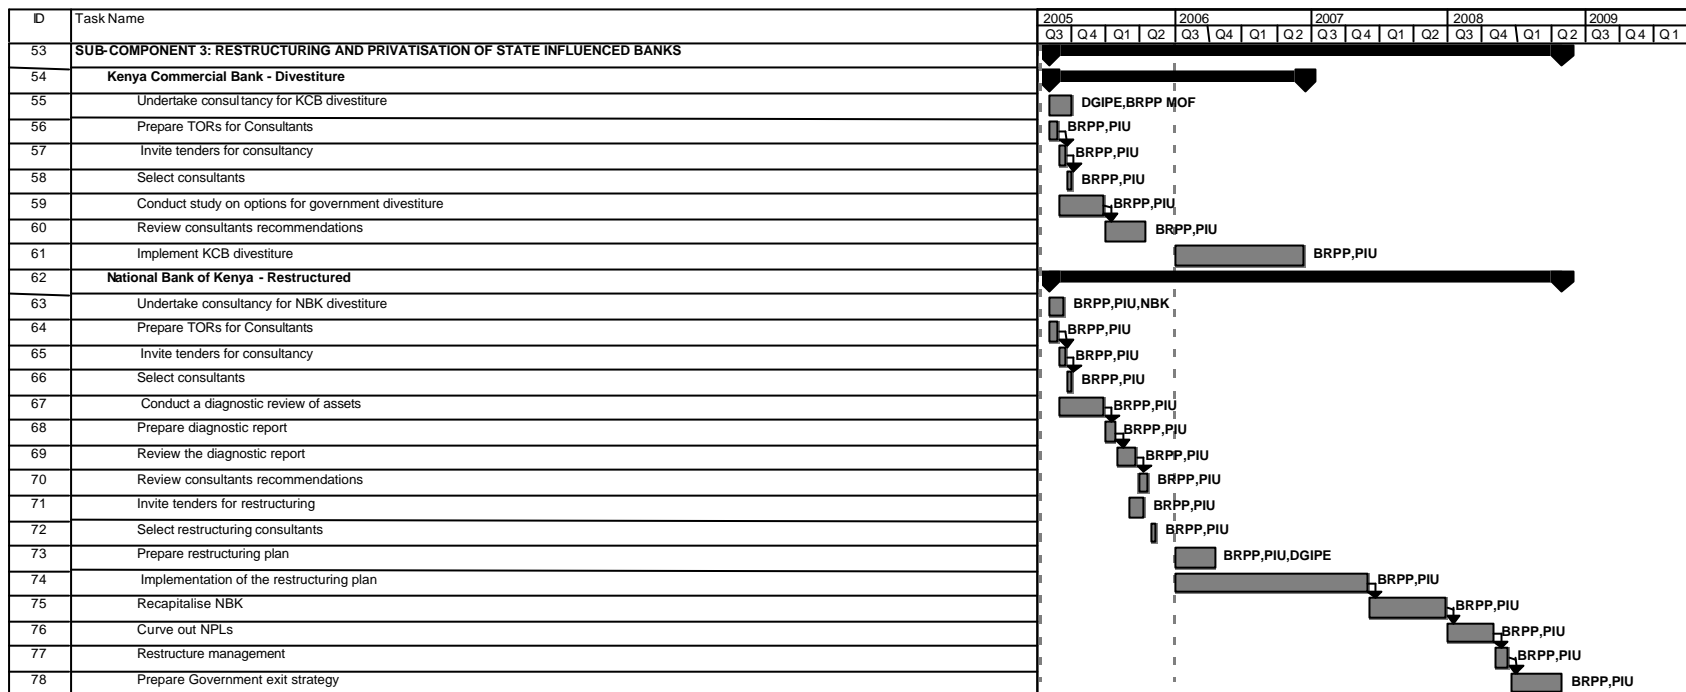 ID Task Name 2005 2006 2007 2008 2009
Q3 Q4 Q1 Q2 Q3 Q4 Q1 Q2 Q3 Q1 Q2 Q3 Q4 Q1 Q2 Q3 Q4 Q1
53 SUB-COMPONENT 3: RESTRUCTURING AND PRIVATISATION OF STATE INFLUENCED BANKS
54 Kenya Commercial Bank - Divestiture
55 Undertake consultancy for KCB divestiture DGIPE,BRPP MOF
56 Prepare TORs for Consultants BRPP,PIU
57 Invite tenders for consultancy BRPP,PIU
58 Select consultants BRPP,PIU
59 Conduct study on options for government divestiture BRPP,PIU
60 Review consultants recommendations BRPP,PIU
61 Implement KCB divestiture BRPP,PIU
62 National Bank of Kenya - Restructured
63 Undertake consultancy for NBK divestiture BRPP,PIU,NBK
64 Prepare TORs for Consultants BRPP,PIU
65 Invite tenders for consultancy BRPP,PIU
66 Select consultants BRPP,PIU
67 Conduct a diagnostic review of assets BRPP,PIU
68 Prepare diagnostic report BRPP,PIU
69 Review the diagnostic report BRPP,PIU
70 Review consultants recommendations BRPP,PIU
71 Invite tenders for restructuring BRPP,PIU
72 Select restructuring consultants BRPP,PIU
73 Prepare restructuring plan BRPP,PIU,DGIPE
74 Implementation of the restructuring plan BRPP,PIU
75 Recapitalise NBK BRPP,PIU
76 Curve out NPLs BRPP,PIU
77 Restructure management BRPP,PIU
78 Prepare Government exit strategy BRPP,PIU